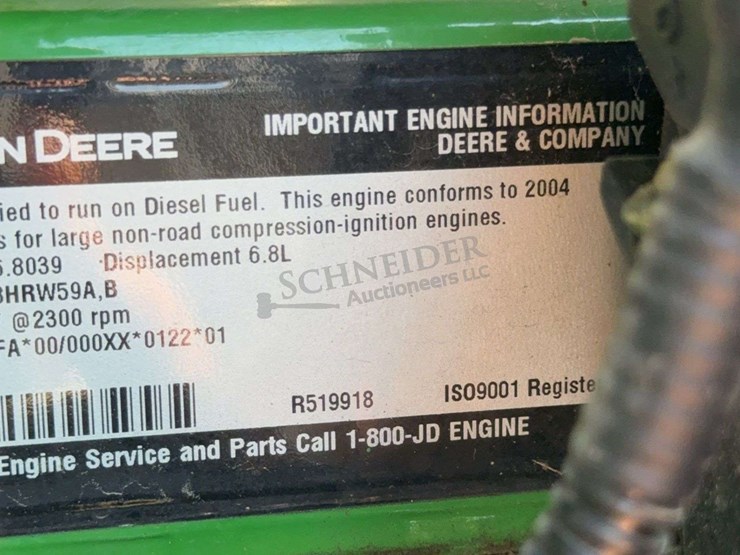 N DEERE
IMPORTANT ENGINE INFORMATION
DEERE & COMPANY
ied to run on Diesel Fuel. This engine conforms to 2004
s for large non-road compression-ignition engines.
.8039 Displacement 6.8L
HRW59A,B
@2300 rpm
FA*00/000XX*0122*01
SCHNEIDER
Auctioneers LLC
R519918 ISO9001 Registe
Engine Service and Parts Call 1-800-JD ENGINE